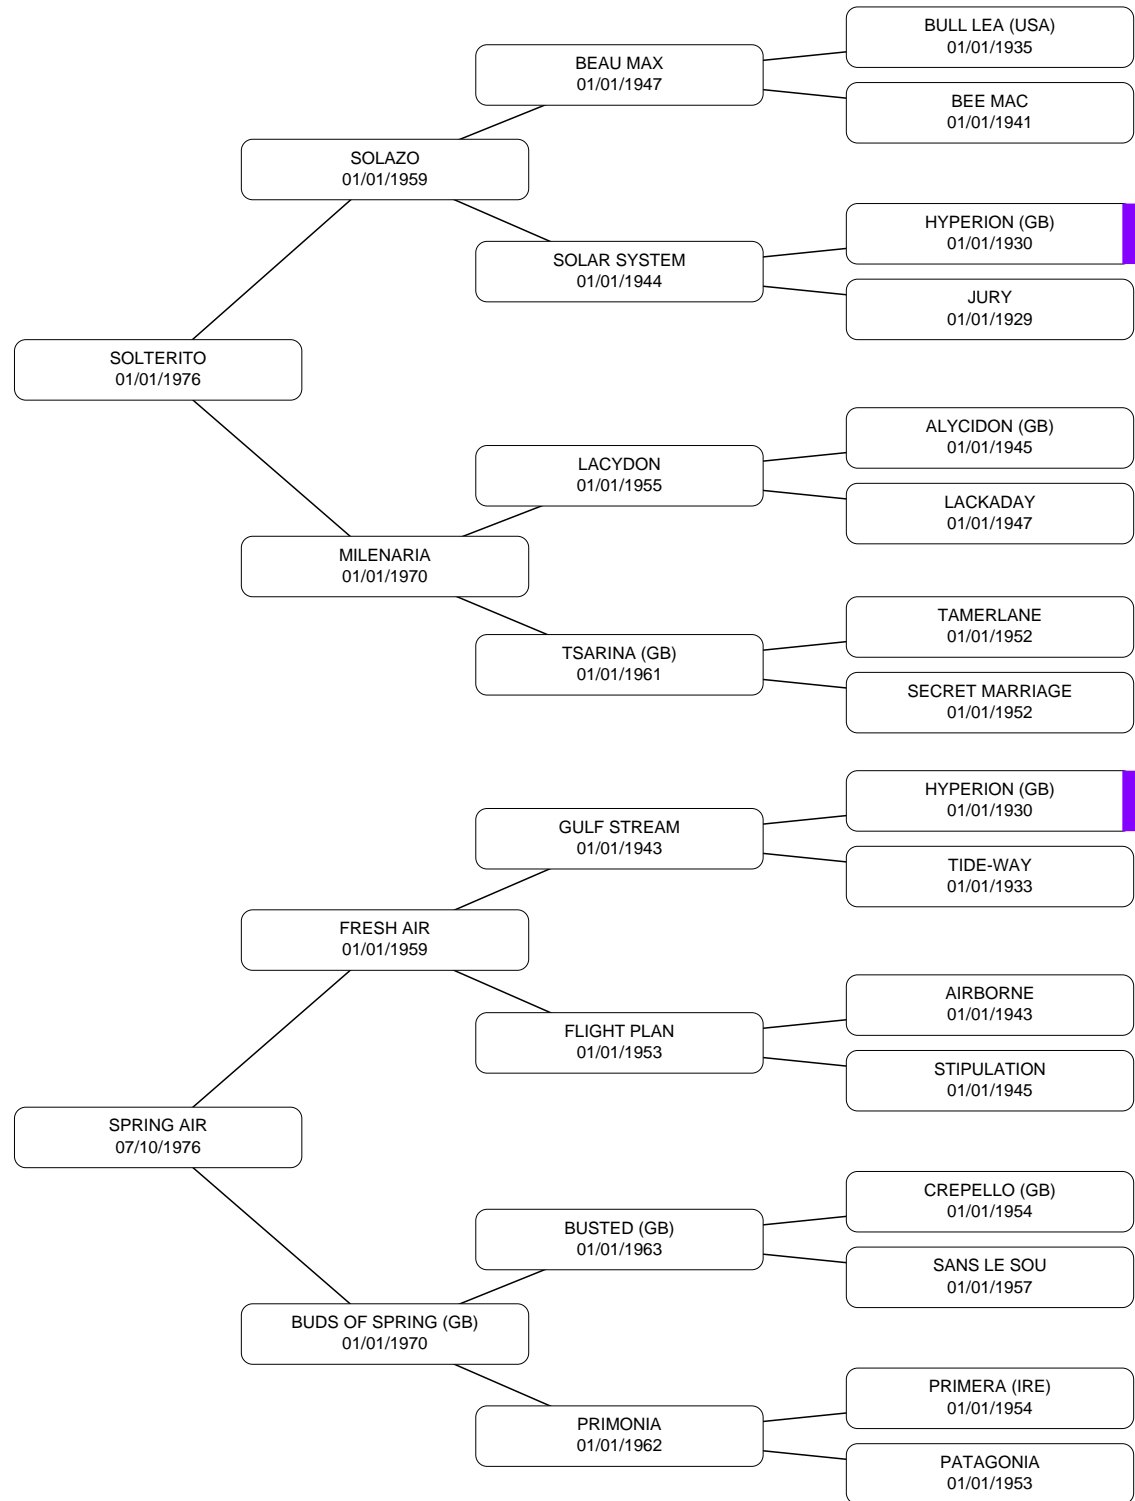 BULL LEA (USA)
01/01/1935
BEAU MAX
01/01/1947
BEE MAC
01/01/1941
SOLAZO
01/01/1959
HYPERION (GB)
01/01/1930
SOLAR SYSTEM
01/01/1944
JURY
01/01/1929
SOLTERITO
01/01/1976
ALYCIDON (GB)
01/01/1945
LACYDON
01/01/1955
LACKADAY
01/01/1947
MILENARIA
01/01/1970
TAMERLANE
01/01/1952
TSARINA (GB)
01/01/1961
SECRET MARRIAGE
01/01/1952
HYPERION (GB)
01/01/1930
GULF STREAM
01/01/1943
TIDE-WAY
01/01/1933
FRESH AIR
01/01/1959
AIRBORNE
01/01/1943
FLIGHT PLAN
01/01/1953
STIPULATION
01/01/1945
SPRING AIR
07/10/1976
CREPELLO (GB)
01/01/1954
BUSTED (GB)
01/01/1963
SANS LE SOU
01/01/1957
BUDS OF SPRING (GB)
01/01/1970
PRIMERA (IRE)
01/01/1954
PRIMONIA
01/01/1962
PATAGONIA
01/01/1953